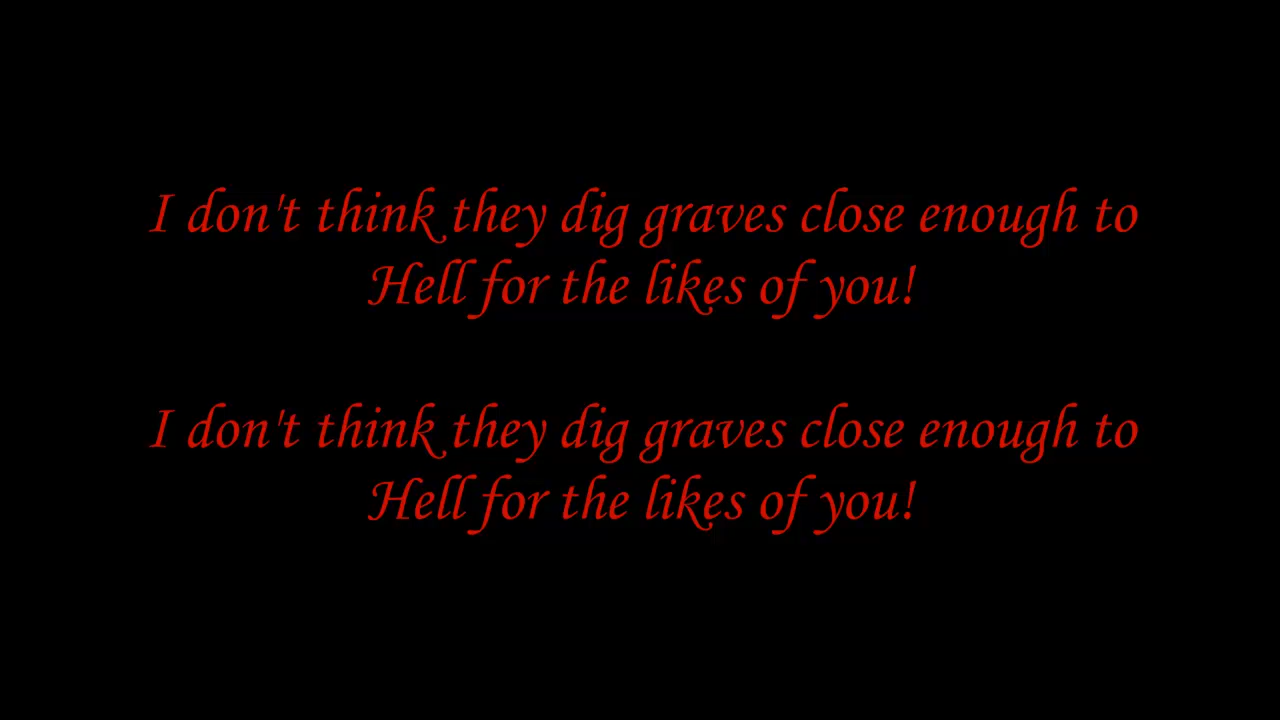 I don't think they dig graves close enough to
Hell for the likes of you!
I don't think they dig graves close enough to
Hell for the likes of you!